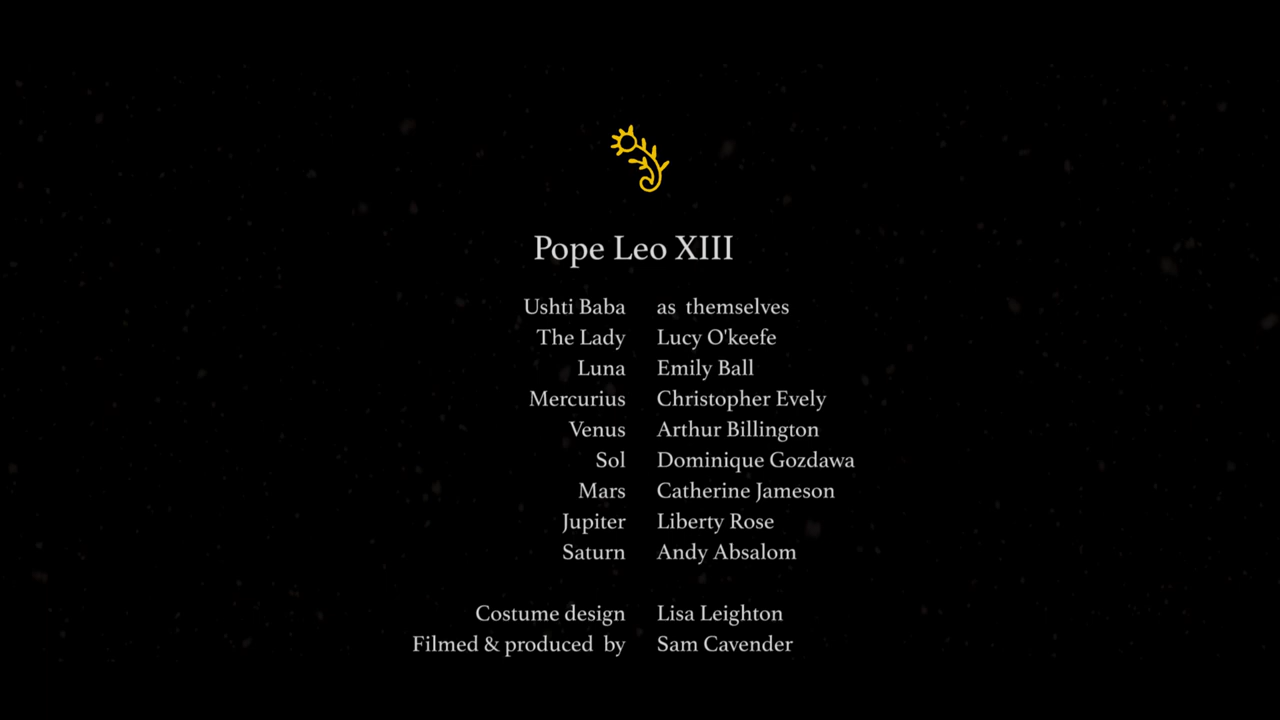 Pope Leo XIII
Ushti Baba as themselves
The Lady Lucy O'keefe
Luna Emily Ball
Mercurius Christopher Evely
Venus Arthur Billington
Sol Dominique Gozdawa
Mars Catherine Jameson
Jupiter Liberty Rose
Saturn Andy Absalom
Costume design Lisa Leighton
Filmed & produced by Sam Cavender